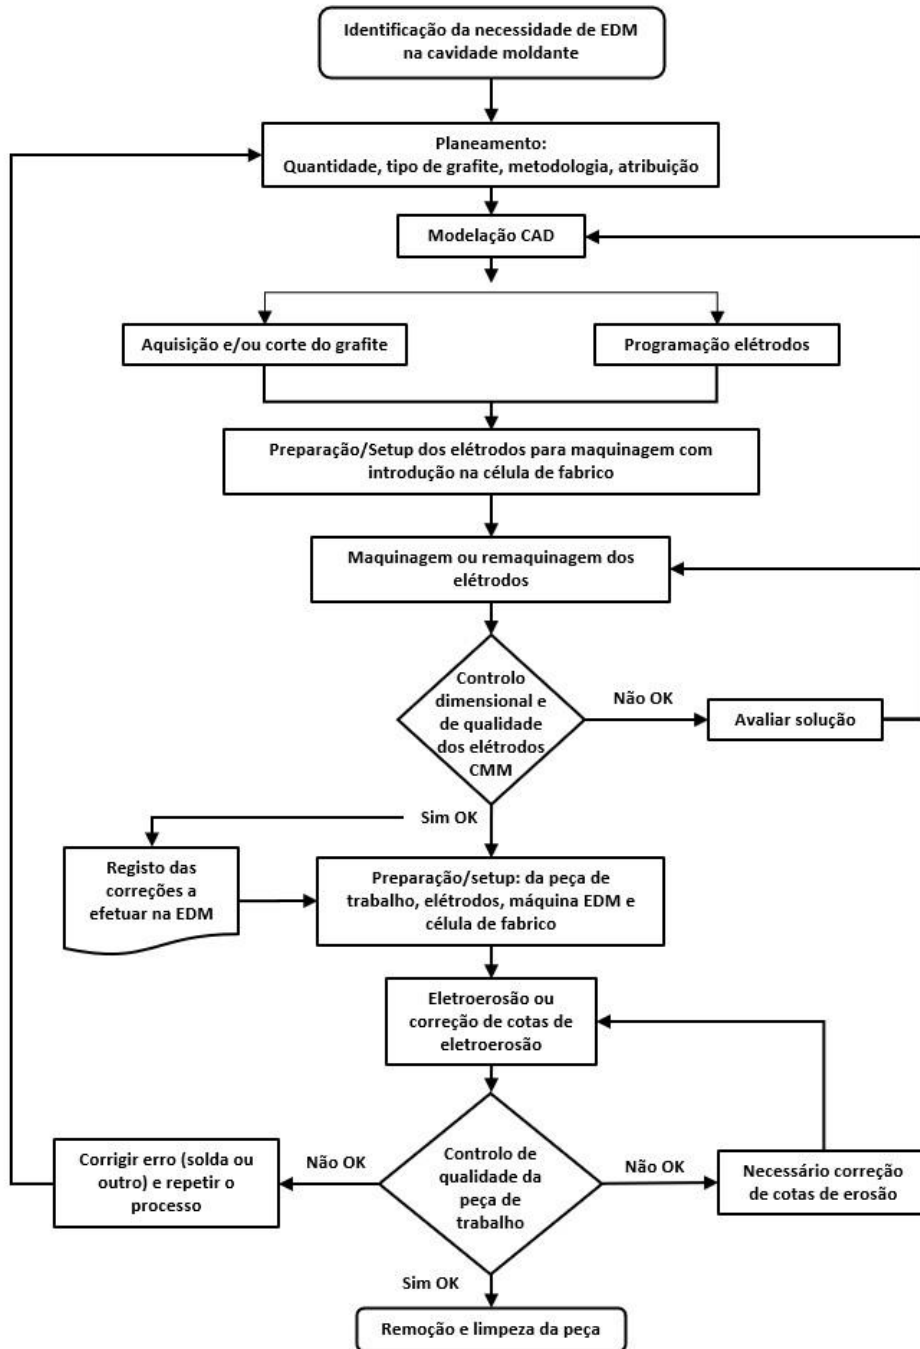 Identificação da necessidade de EDM
na cavidade moldante
Planeamento:
Quantidade, tipo de grafite, metodologia, atribuição
Modelação CAD
Aquisição e/ou corte do grafite
Programação elétrodos
Preparação/Setup dos elétrodos para maquinagem com
introdução na célula de fabrico
Maquinagem ou remaquinagem dos
elétrodos
Controlo
dimensional e
de qualidade
dos elétrodos
CMM
Não OK
Avaliar solução
Sim OK
Registo das
correções a
efetuar na EDM
Preparação/setup: da peça de
trabalho, elétrodos, máquina EDM e
célula de fabrico
Eletroerosão ou
correção de cotas de
eletroerosão
Corrigir erro (solda ou
outro) e repetir o
processo
Não OK
Controlo de
qualidade da
peça de
trabalho
Não OK
Necessário correção
de cotas de erosão
Sim OK
Remoção e limpeza da peça